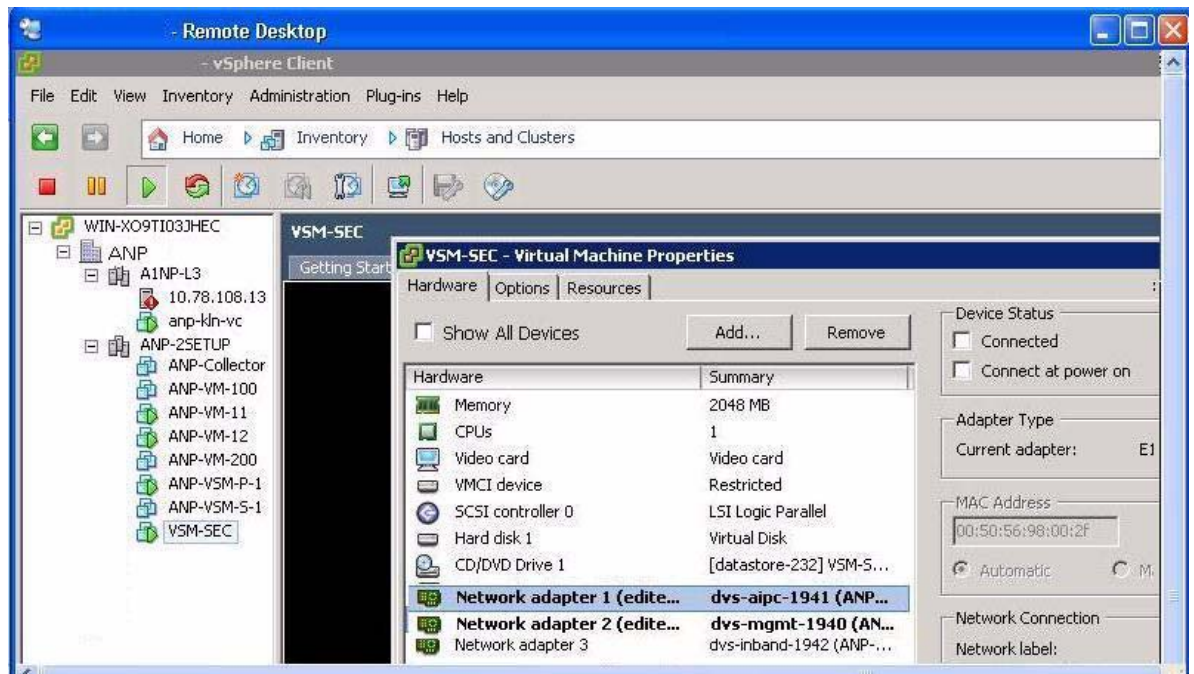 - Remote Desktop
- vSphere Client
File Edit View Inventory Administration Plug-ins Help
Home Inventory Hosts and Clusters
WIN-XO9TI03JHEC
ANP
A1NP-L3
10.78.108.13
anp-kln-vc
ANP-2SETUP
ANP-Collector
ANP-VM-100
ANP-VM-11
ANP-VM-12
ANP-VM-200
ANP-VSM-P-1
ANP-VSM-S-1
VSM-SEC
VSM-SEC
Getting Start
VSM-SEC - Virtual Machine Properties
Hardware Options Resources
Show All Devices Add... Remove
Hardware Summary
Memory 2048 MB
CPUs 1
Video card Video card
VMCI device Restricted
SCSI controller 0 LSI Logic Parallel
Hard disk 1 Virtual Disk
CD/DVD Drive 1 [datastore-232] VSM-S...
Network adapter 1 (edite... dvs-aipc-1941 (ANP...
Network adapter 2 (edite... dvs-mgmt-1940 (AN...
Network adapter 3 dvs-inband-1942 (ANP-...
Device Status
Connected
Connect at power on
Adapter Type
Current adapter: E1
MAC Address
00:50:56:98:00:2f
Automatic M
Network Connection
Network label: